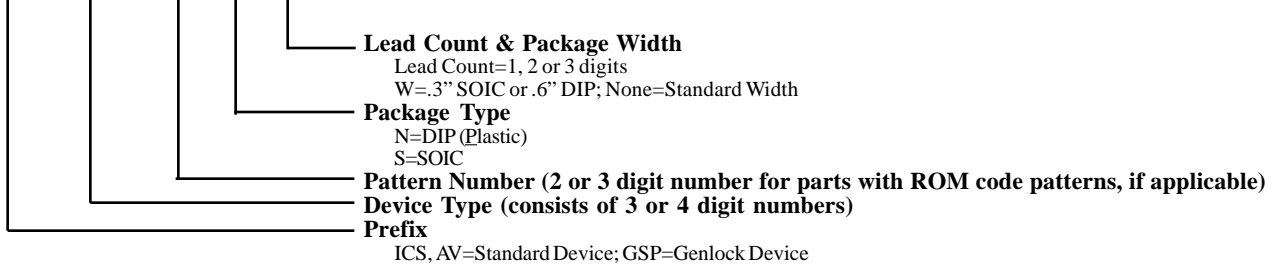 Lead Count & Package Width
Lead Count=1, 2 or 3 digits
W=.3” SOIC or .6” DIP; None=Standard Width
Package Type
N=DIP (Plastic)
S=SOIC
Pattern Number (2 or 3 digit number for parts with ROM code patterns, if applicable)
Device Type (consists of 3 or 4 digit numbers)
Prefix
ICS, AV=Standard Device; GSP=Genlock Device